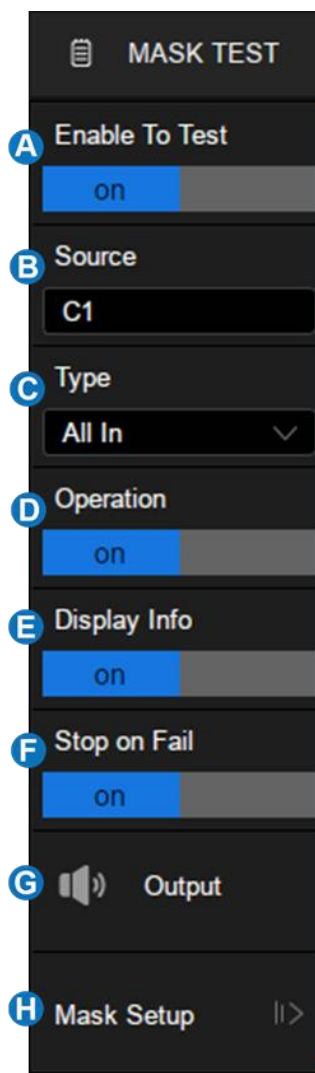 MASK TEST
A Enable To Test
on
B Source
C1
C Type
All In
D Operation
on
E Display Info
on
F Stop on Fail
on
G Output
H Mask Setup